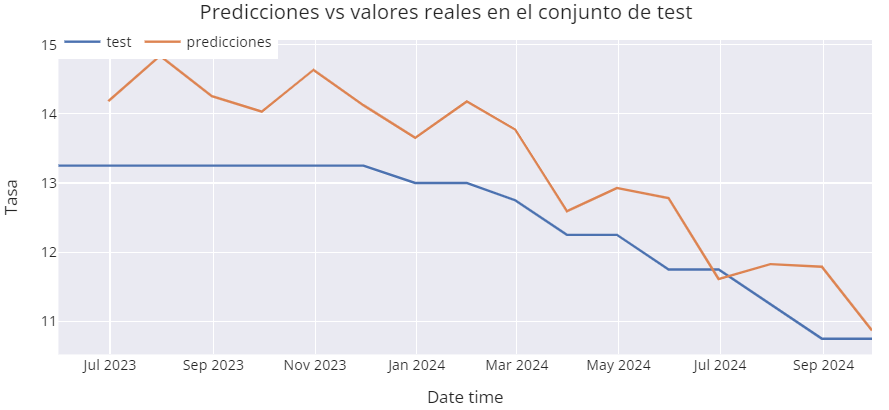 Predicciones vs valores reales en el conjunto de test
test predicciones
15
14
13
12
11
Tasa
Jul 2023 Sep 2023 Nov 2023 Jan 2024 Mar 2024 May 2024 Jul 2024 Sep 2024
Date time